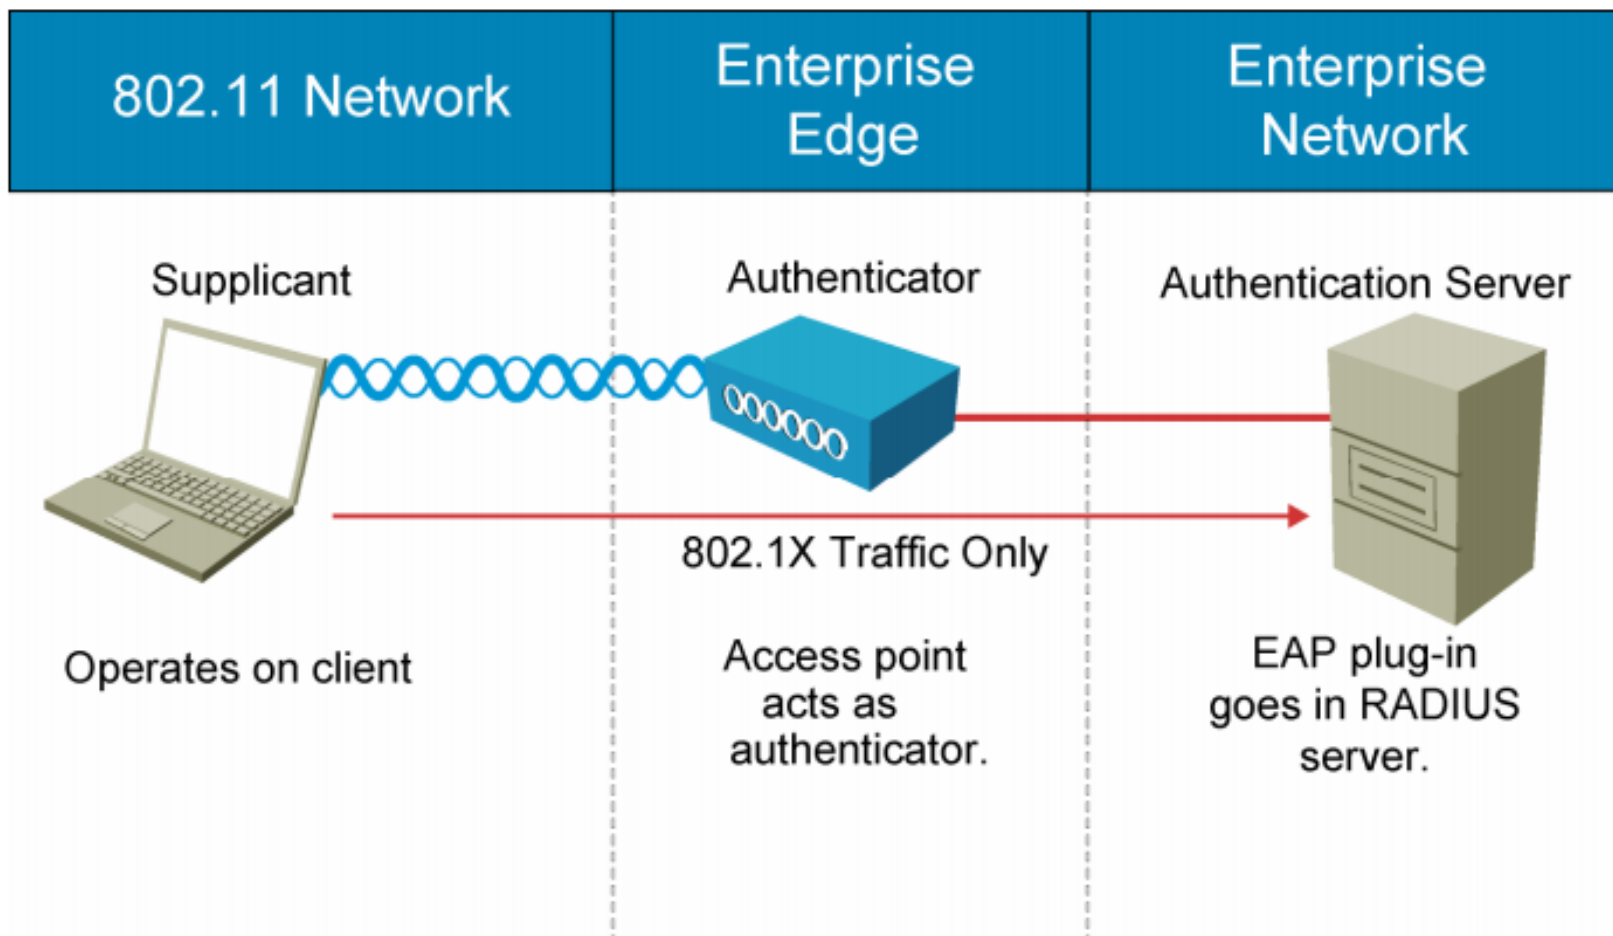 802.11 Network
Enterprise
Edge
Enterprise
Network
Supplicant
Authenticator
Authentication Server
802.1X Traffic Only
Operates on client
Access point
acts as
authenticator.
EAP plug-in
goes in RADIUS
server.